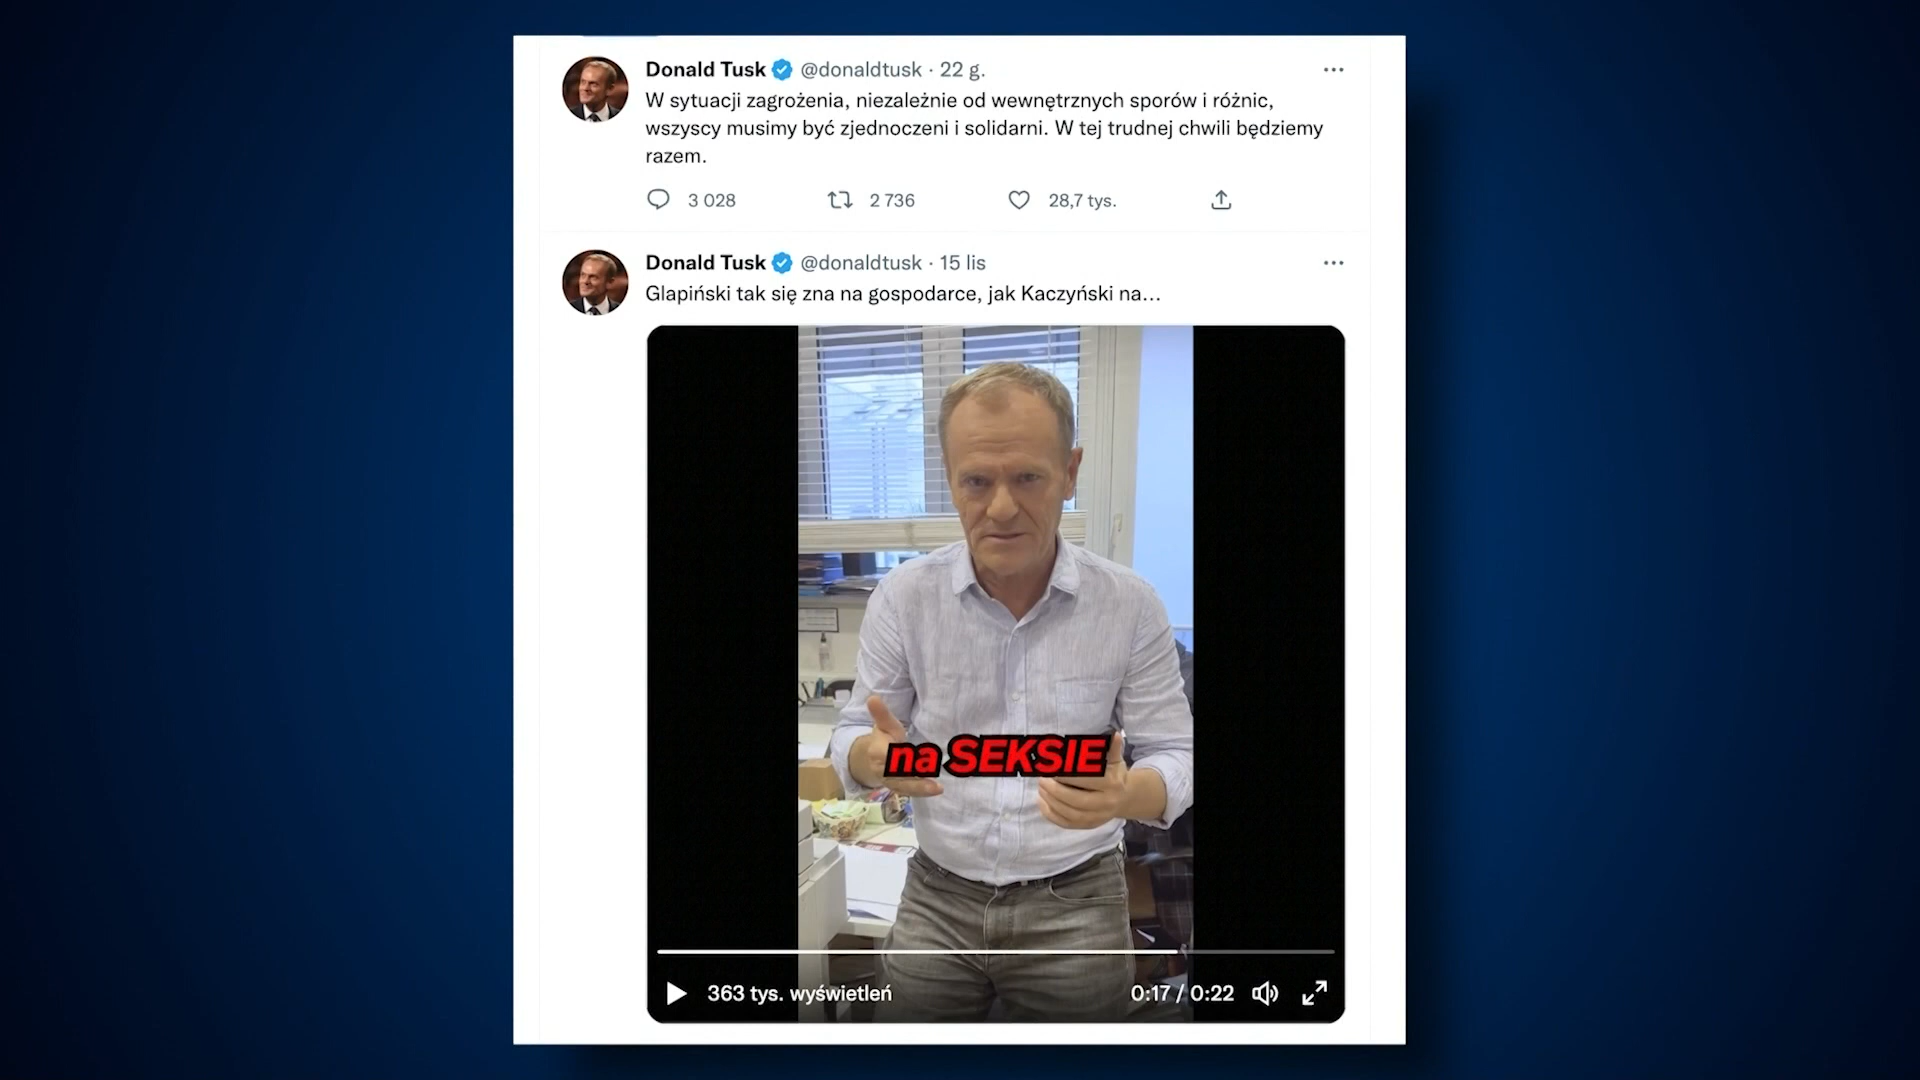 Donald Tusk @donaldtusk · 22 g.
W sytuacji zagrożenia, niezależnie od wewnętrznych sporów i różnic,
wszyscy musimy być zjednoczeni i solidarni. W tej trudnej chwili będziemy
razem.
3 028 2 736 28,7 tys.
Donald Tusk @donaldtusk · 15 lis
Glapiński tak się zna na gospodarce, jak Kaczyński na...
na SEKSIE
363 tys. wyświetleń 0:17 / 0:22